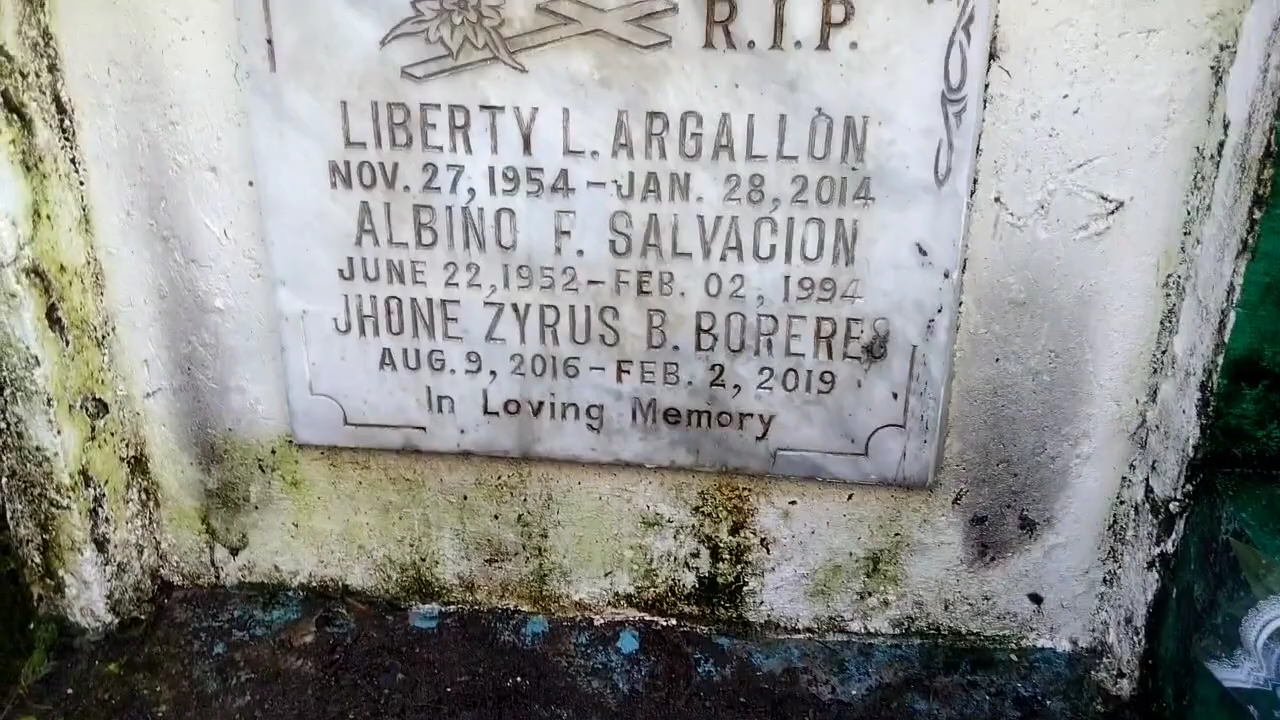 R.I.P.
LIBERTY L. ARGALLON
NOV. 27, 1954 - JAN. 28, 2014
ALBINO F. SALVACION
JUNE 22, 1952 - FEB. 02, 1994
JHONE ZYRUS B. BORERES
AUG. 9, 2016 - FEB. 2, 2019
In Loving Memory